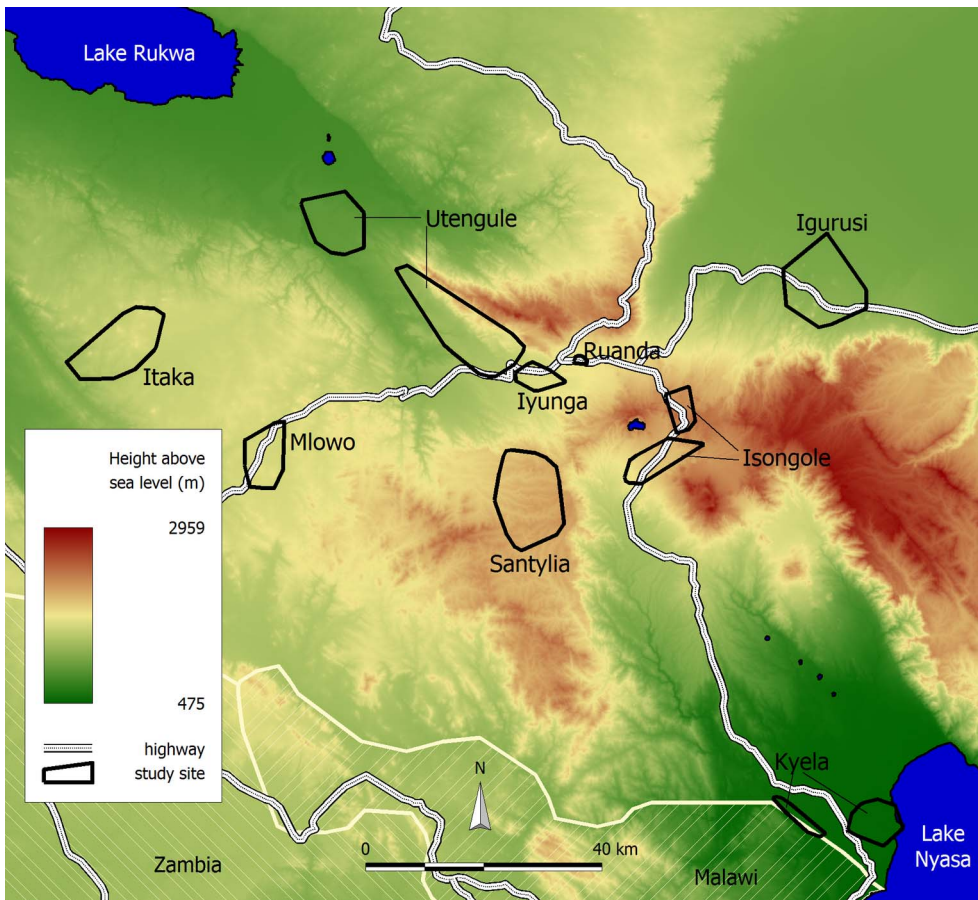 Lake Rukwa
Utengule
Igurusi
Ruanda
Itaka
Iyunga
Mlowo
Isongole
Santylia
Height above
sea level (m)
2959
475
highway
study site
Kyela
N
0
40 km
Zambia
Malawi
Lake
Nyasa